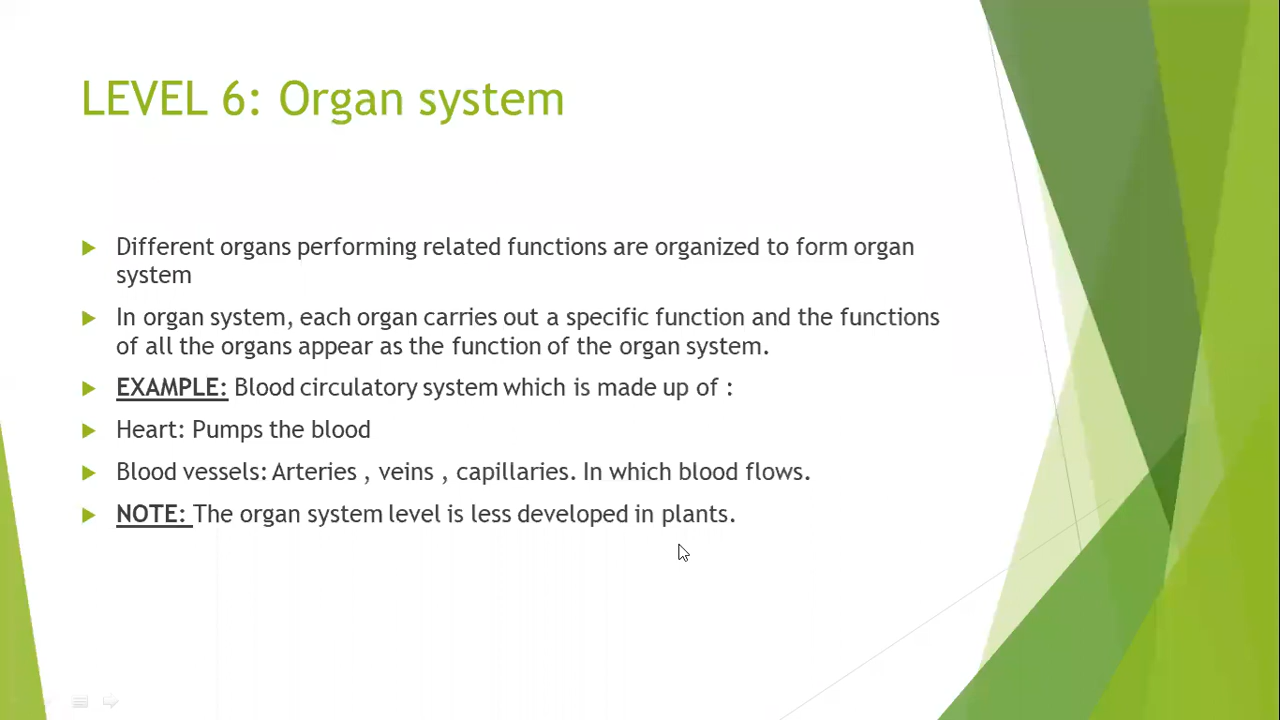 LEVEL 6: Organ system
Different organs performing related functions are organized to form organ
system
In organ system, each organ carries out a specific function and the functions
of all the organs appear as the function of the organ system.
EXAMPLE: Blood circulatory system which is made up of :
Heart: Pumps the blood
Blood vessels: Arteries , veins , capillaries. In which blood flows.
NOTE: The organ system level is less developed in plants.